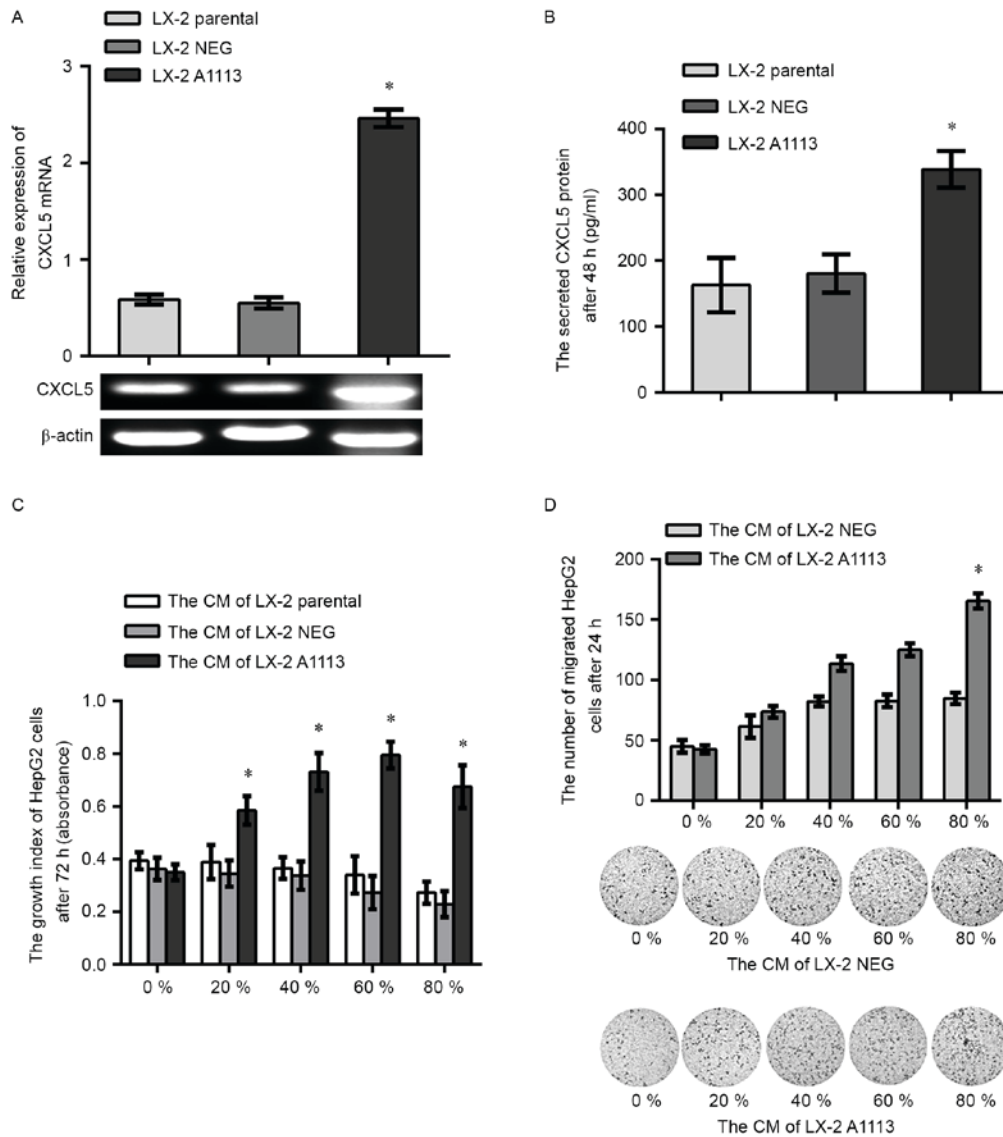 A
LX-2 parental
LX-2 NEG
LX-2 A1113
Relative expression of
CXCL5 mRNA
3
2
1
0
*
CXCL5
β-actin
B
LX-2 parental
LX-2 NEG
LX-2 A1113
The secreted CXCL5 protein
after 48 h (pg/ml)
400
300
200
100
0
*
C
The CM of LX-2 parental
The CM of LX-2 NEG
The CM of LX-2 A1113
The growth index of HepG2 cells
after 72 h (absorbance)
1.0
0.8
0.6
0.4
0.2
0.0
* * * *
0 % 20 % 40 % 60 % 80 %
D
The CM of LX-2 NEG
The CM of LX-2 A1113
The number of migrated HepG2
cells after 24 h
200
150
100
50
0
*
0 % 20 % 40 % 60 % 80 %
0 % 20 % 40 % 60 % 80 %
The CM of LX-2 NEG
0 % 20 % 40 % 60 % 80 %
The CM of LX-2 A1113